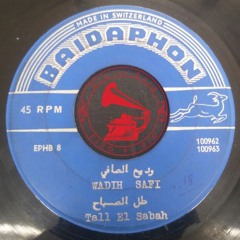 MADE IN SWITZERLAND
BAIDAPHON
45 RPM
EPHB 8
100962
100963
وديع الصافي
WADIH SAFI
طل الصباح
Tall El Sabah